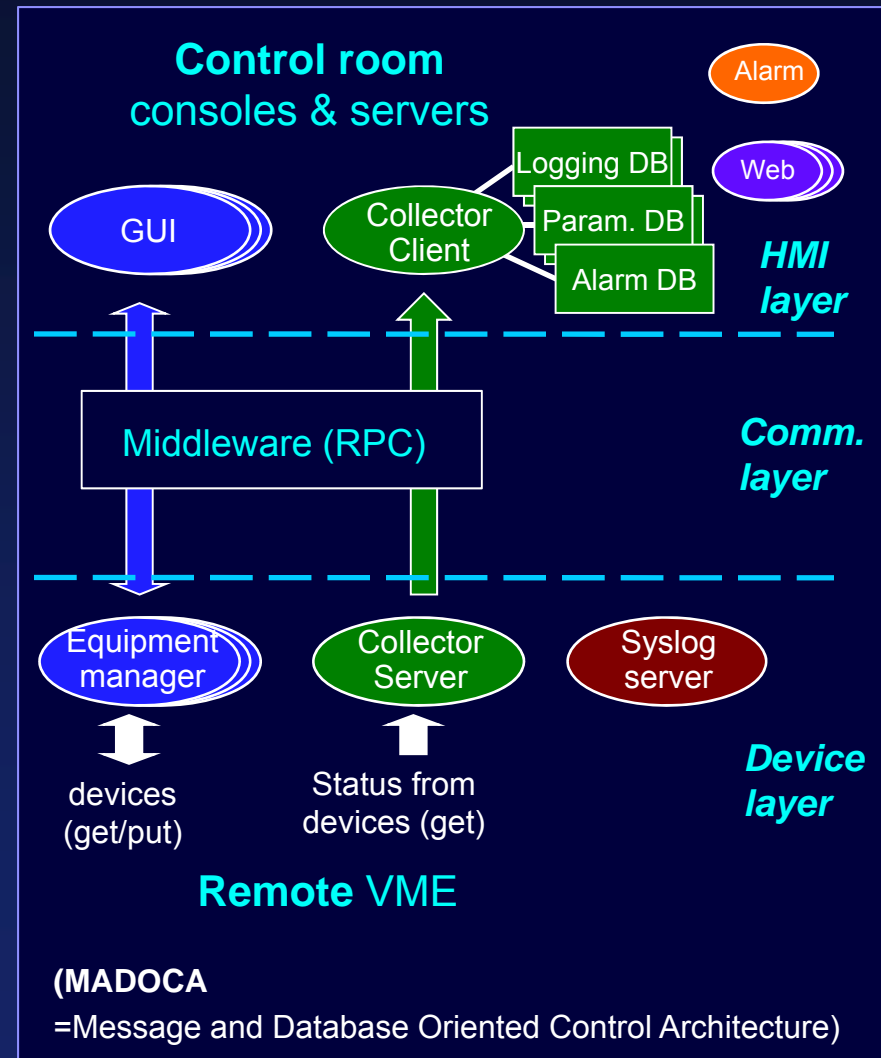 Control room
consoles & servers
Alarm
Logging DB
Web
GUI
Collector
Client
Param. DB
Alarm DB
HMI
layer
Middleware (RPC)
Comm.
layer
Equipment
manager
Collector
Server
Syslog
server
Device
layer
devices
(get/put)
Status from
devices (get)
Remote VME
(MADOCA
=Message and Database Oriented Control Architecture)